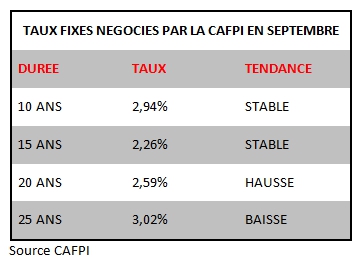 TAUX FIXES NEGOCIES PAR LA CAFPI EN SEPTEMBRE
DUREE TAUX TENDANCE
10 ANS 2,94% STABLE
15 ANS 2,26% STABLE
20 ANS 2,59% HAUSSE
25 ANS 3,02% BAISSE
Source CAFPI